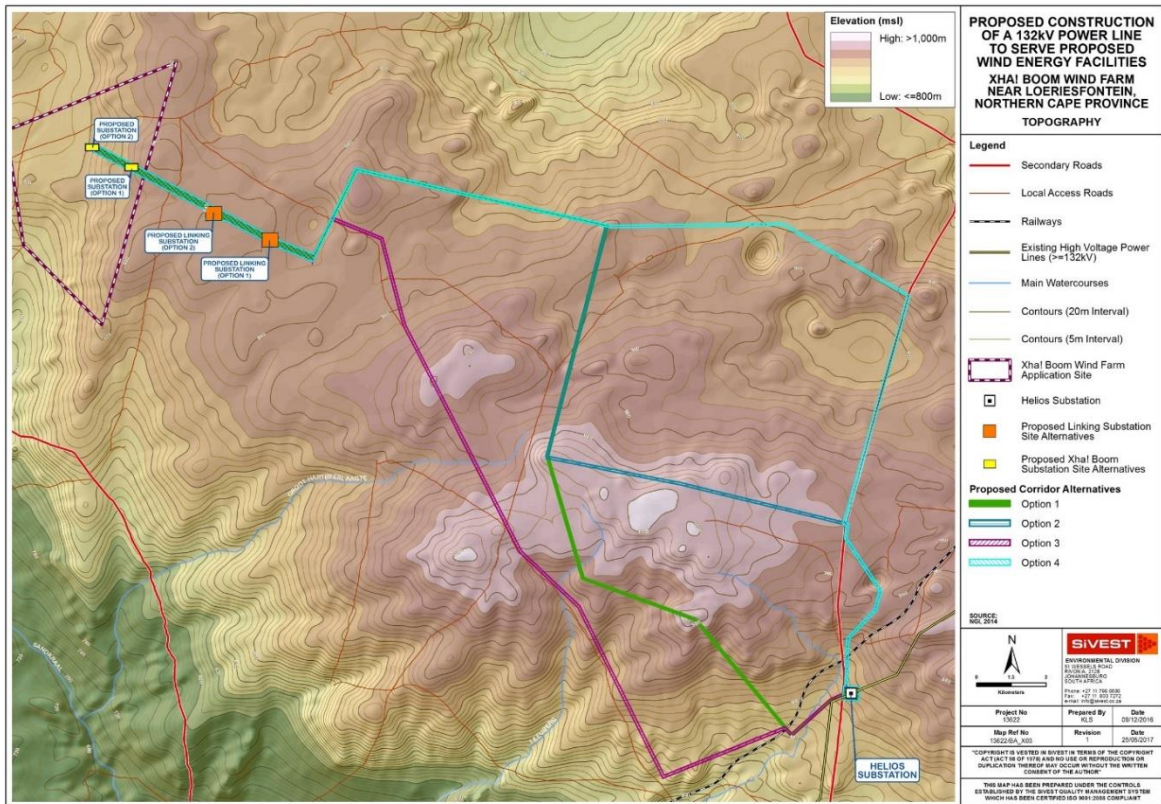 Elevation (msl)
High: >1,000m
Low: <=800m
PROPOSED
SUBSTATION
(OPTION 2)
PROPOSED
SUBSTATION
(OPTION 1)
PROPOSED LINKING
SUBSTATION
(OPTION 2)
PROPOSED LINKING
SUBSTATION
(OPTION 1)
HELIOS
SUBSTATION
PROPOSED CONSTRUCTION
OF A 132kV POWER LINE
TO SERVE PROPOSED
WIND ENERGY FACILITIES
XHA! BOOM WIND FARM
NEAR LOERIESFONTEIN,
NORTHERN CAPE PROVINCE
TOPOGRAPHY
Legend
Secondary Roads
Local Access Roads
Railways
Existing High Voltage Power
Lines (>=132kV)
Main Watercourses
Contours (20m Interval)
Contours (5m Interval)
Xha! Boom Wind Farm
Application Site
Helios Substation
Proposed Linking Substation
Site Alternatives
Proposed Xha! Boom
Substation Site Alternatives
Proposed Corridor Alternatives
Option 1
Option 2
Option 3
Option 4
SOURCE:
NGI, 2014
N
Kilometers
SiVEST
ENVIRONMENTAL DIVISION
51 WESSELS ROAD
RIVONIA, 2128
JOHANNESBURG
SOUTH AFRICA
Project No
13622
Prepared By
KLS
Date
09/12/2016
Map Ref No
13622/BA_X03
Revision
1
Date
25/05/2017
"COPYRIGHT IS VESTED IN SIVEST IN TERMS OF THE COPYRIGHT
ACT (ACT 98 OF 1978) AND NO USE OR REPRODUCTION OR
DUPLICATION THEREOF MAY OCCUR WITHOUT THE WRITTEN
CONSENT OF THE AUTHOR"
THIS MAP HAS BEEN PREPARED UNDER THE CONTROLS
ESTABLISHED BY THE SIVEST QUALITY MANAGEMENT SYSTEM
WHICH HAS BEEN CERTIFIED ISO 9001:2008 COMPLIANT